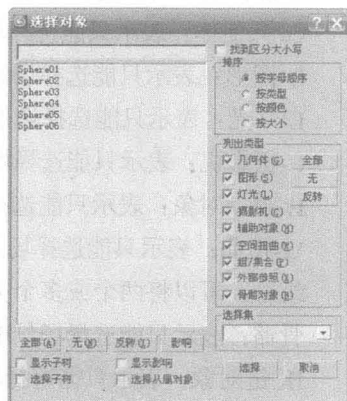 选择对象
找到区分大小写
Sphere01
Sphere02
Sphere03
Sphere04
Sphere05
Sphere06
排序
按字母顺序
按类型
按颜色
按大小
列出类型
几何体(G) 全部
图形(S) 无
灯光(L) 反转
摄影机(C)
辅助对象(H)
空间扭曲(W)
组/集合(P)
外部参照(X)
骨骼对象(B)
选择集
全部(A) 无(N) 反转(I) 影响
显示子树 显示影响
选择子树 选择从属对象
选择 取消